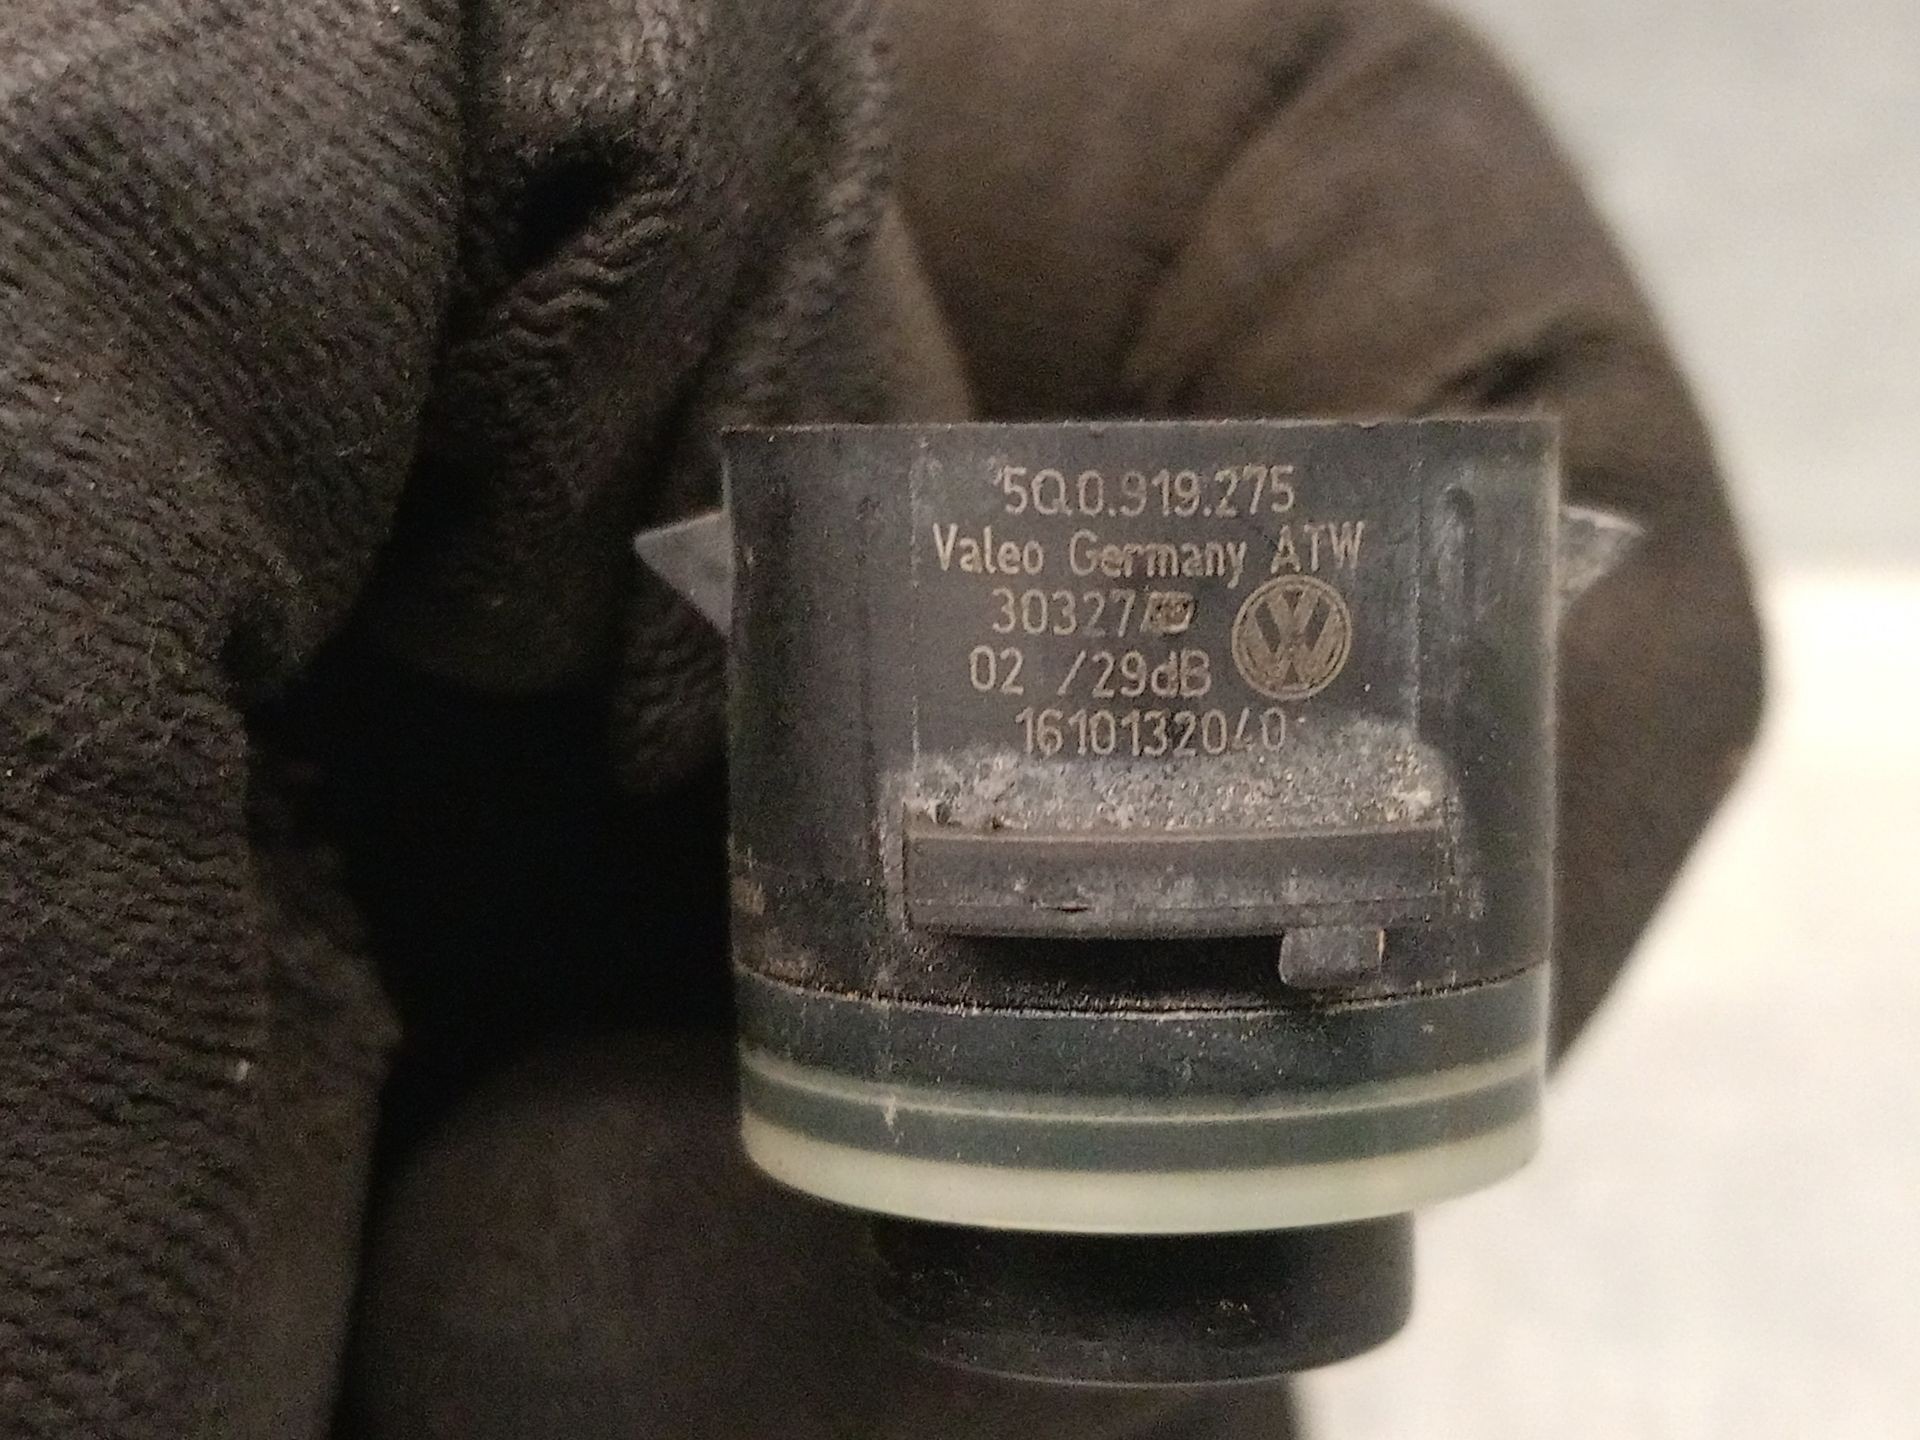 5Q0.919.275
Valeo Germany ATW
30327
02 /29dB
1610132040